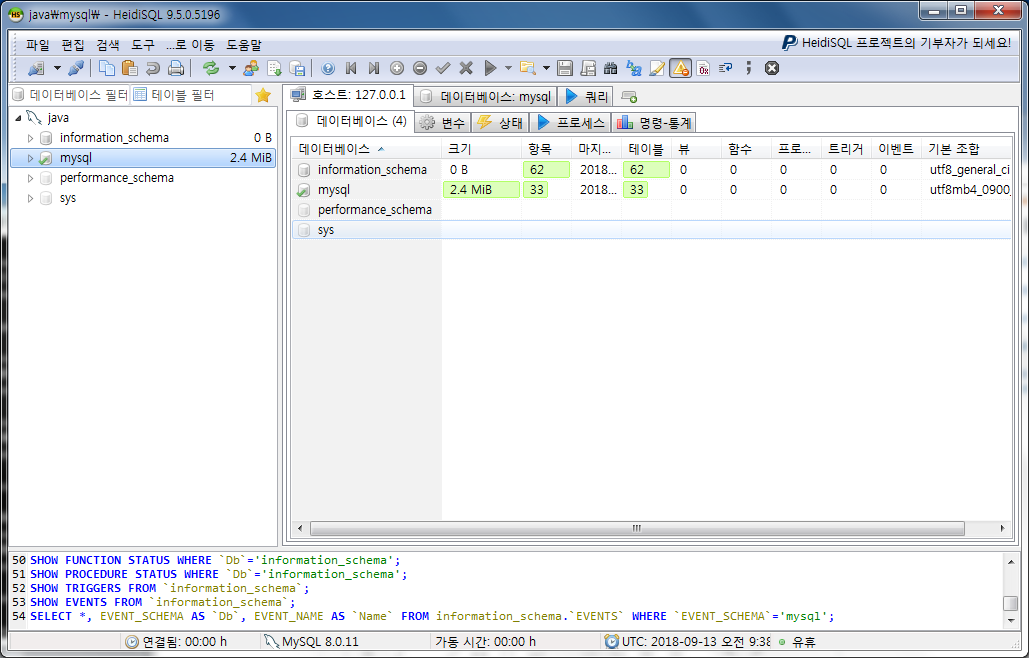 java\mysql\ - HeidiSQL 9.5.0.5196
파일 편집 검색 도구 ...로 이동 도움말 HeidiSQL 프로젝트의 기부자가 되세요!
데이터베이스 필터 테이블 필터 호스트: 127.0.0.1 데이터베이스: mysql 쿼리
java
information_schema 0 B
mysql 2.4 MiB
performance_schema
sys
데이터베이스 (4) 변수 상태 프로세스 명령-통계
데이터베이스 크기 항목 마지... 테이블 뷰 함수 프로... 트리거 이벤트 기본 조합
information_schema 0 B 62 2018... 62 0 0 0 0 0 utf8_general_ci
mysql 2.4 MiB 33 2018... 33 0 0 0 0 0 utf8mb4_0900_
performance_schema
sys
50 SHOW FUNCTION STATUS WHERE `Db`='information_schema';
51 SHOW PROCEDURE STATUS WHERE `Db`='information_schema';
52 SHOW TRIGGERS FROM `information_schema`;
53 SHOW EVENTS FROM `information_schema`;
54 SELECT *, EVENT_SCHEMA AS `Db`, EVENT_NAME AS `Name` FROM information_schema.`EVENTS` WHERE `EVENT_SCHEMA`='mysql';
연결됨: 00:00 h MySQL 8.0.11 가동 시간: 00:00 h UTC: 2018-09-13 오전 9:38 유휴